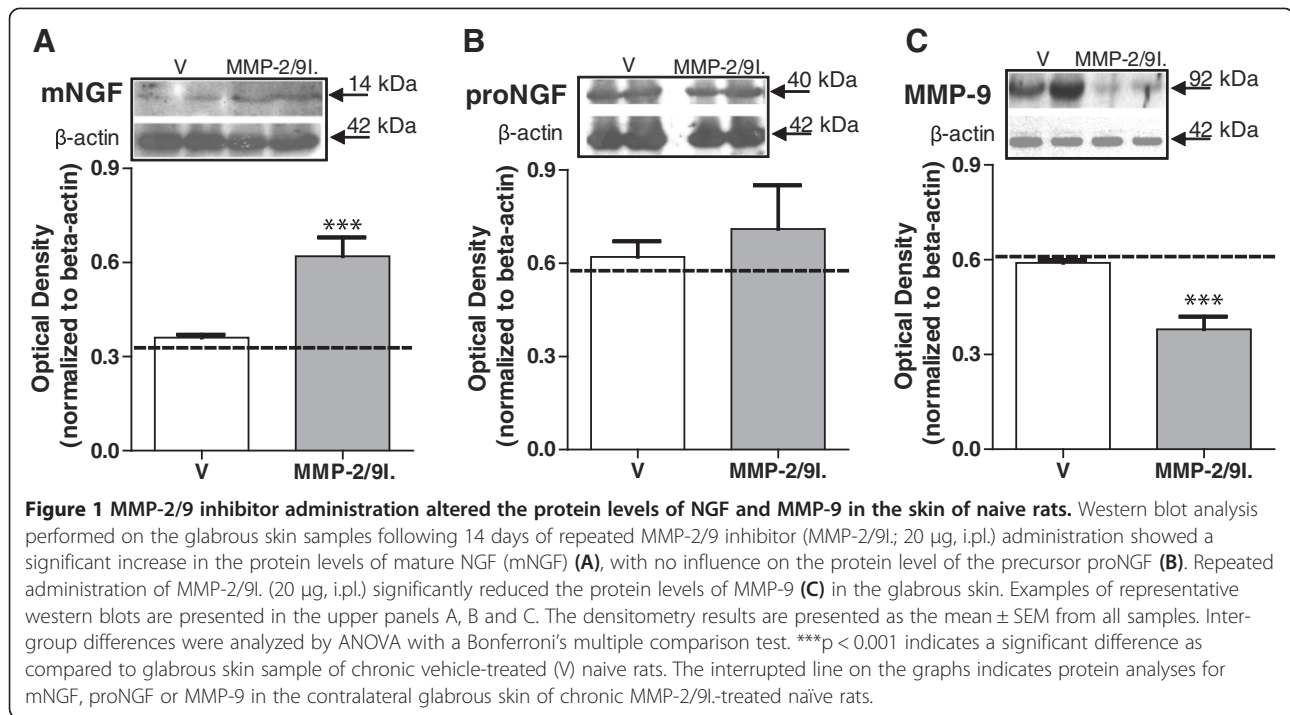 A
V MMP-2/9I.
mNGF
14 kDa
β-actin
42 kDa
Optical Density
(normalized to beta-actin)
0.9
0.6
0.3
0.0
***
V MMP-2/9I.
B
V MMP-2/9I.
proNGF
40 kDa
β-actin
42 kDa
Optical Density
(normalized to beta-actin)
0.9
0.6
0.3
0.0
V MMP-2/9I.
C
V MMP-2/9I.
MMP-9
92 kDa
β-actin
42 kDa
Optical Density
(normalized to beta-actin)
0.9
0.6
0.3
0.0
***
V MMP-2/9I.
Figure 1 MMP-2/9 inhibitor administration altered the protein levels of NGF and MMP-9 in the skin of naive rats. Western blot analysis
performed on the glabrous skin samples following 14 days of repeated MMP-2/9 inhibitor (MMP-2/9I.; 20 μg, i.pl.) administration showed a
significant increase in the protein levels of mature NGF (mNGF) (A), with no influence on the protein level of the precursor proNGF (B). Repeated
administration of MMP-2/9I. (20 μg, i.pl.) significantly reduced the protein levels of MMP-9 (C) in the glabrous skin. Examples of representative
western blots are presented in the upper panels A, B and C. The densitometry results are presented as the mean ± SEM from all samples. Inter-
group differences were analyzed by ANOVA with a Bonferroni's multiple comparison test. ***p < 0.001 indicates a significant difference as
compared to glabrous skin sample of chronic vehicle-treated (V) naive rats. The interrupted line on the graphs indicates protein analyses for
mNGF, proNGF or MMP-9 in the contralateral glabrous skin of chronic MMP-2/9I.-treated naïve rats.